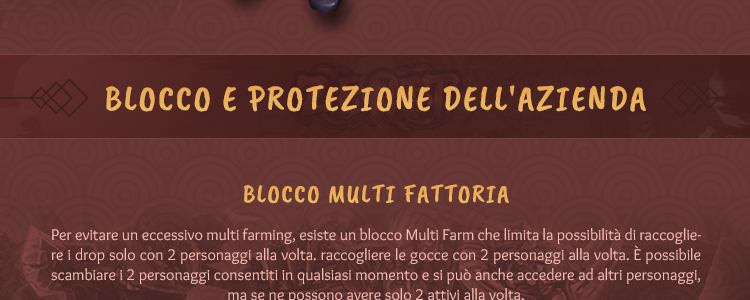 BLOCCO E PROTEZIONE DELL'AZIENDA
BLOCCO MULTI FATTORIA
Per evitare un eccessivo multi farming, esiste un blocco Multi Farm che limita la possibilità di raccoglie-
re i drop solo con 2 personaggi alla volta. raccogliere le gocce con 2 personaggi alla volta. È possibile
scambiare i 2 personaggi consentiti in qualsiasi momento e si può anche accedere ad altri personaggi,
ma se ne possono avere solo 2 attivi alla volta.